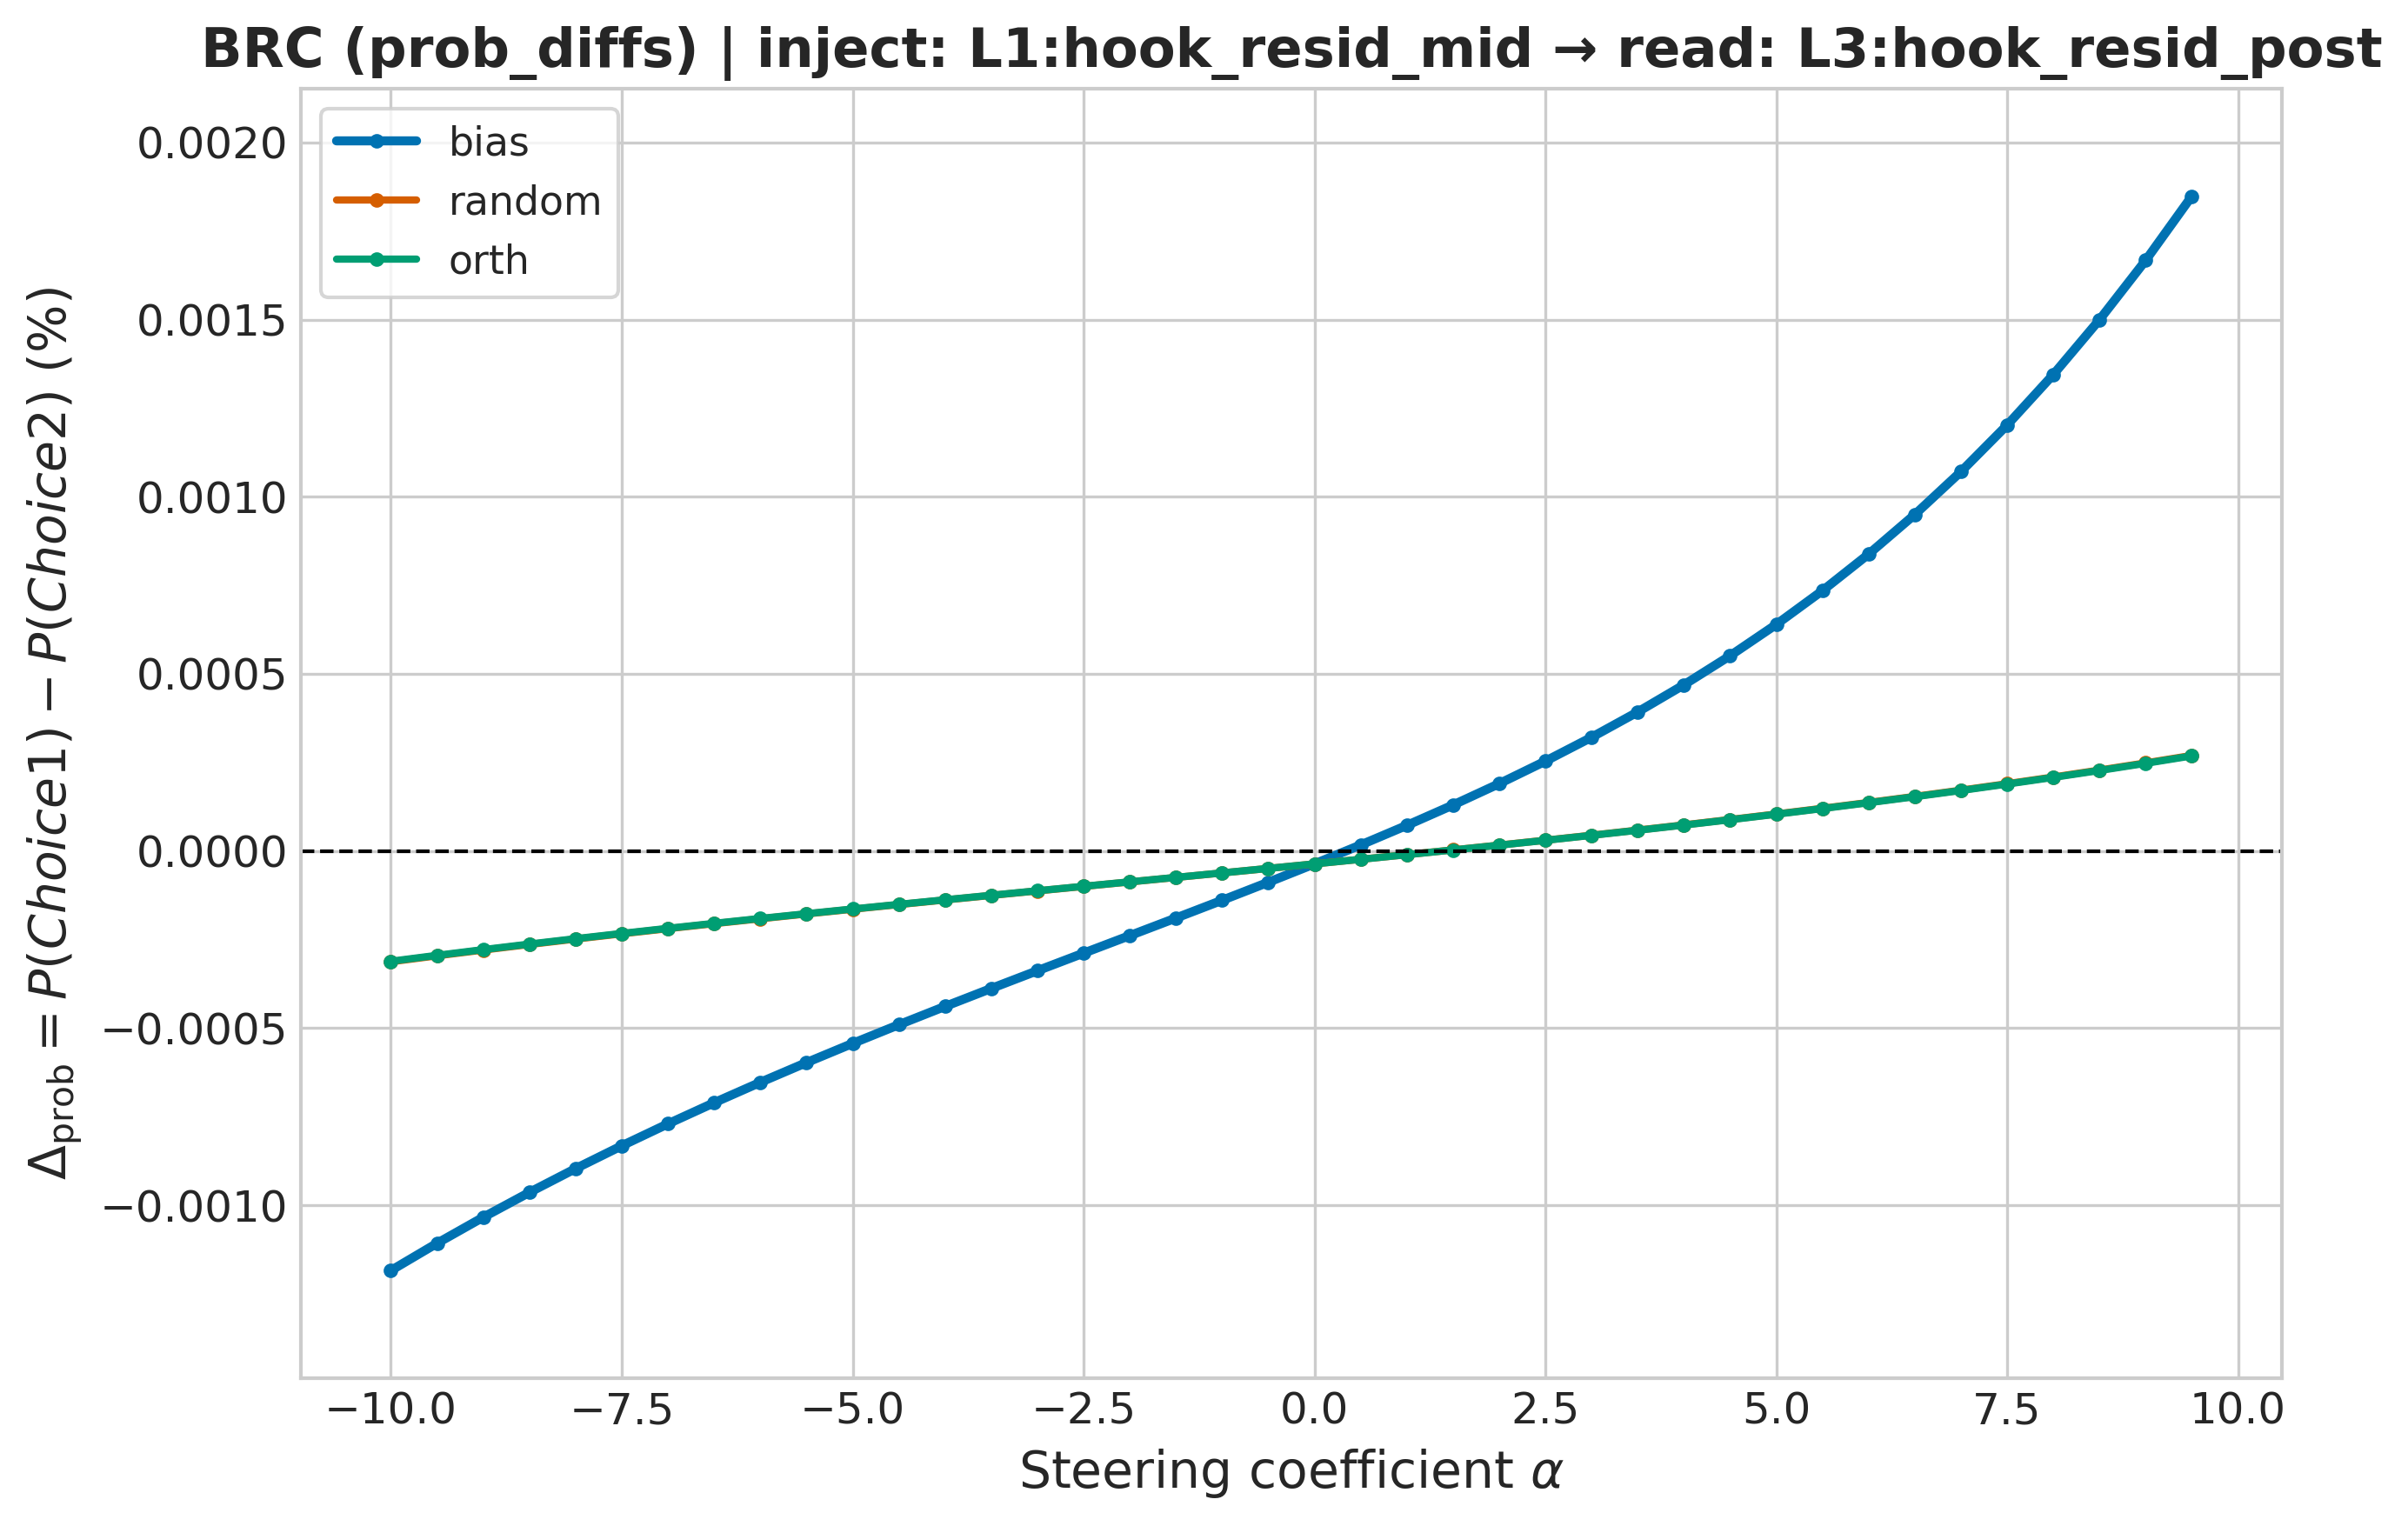 BRC (prob_diffs) | inject: L1:hook_resid_mid → read: L3:hook_resid_post
bias
random
orth
Δprob = P(Choice1) − P(Choice2) (%)
0.0020
0.0015
0.0010
0.0005
0.0000
−0.0005
−0.0010
−10.0 −7.5 −5.0 −2.5 0.0 2.5 5.0 7.5 10.0
Steering coefficient α